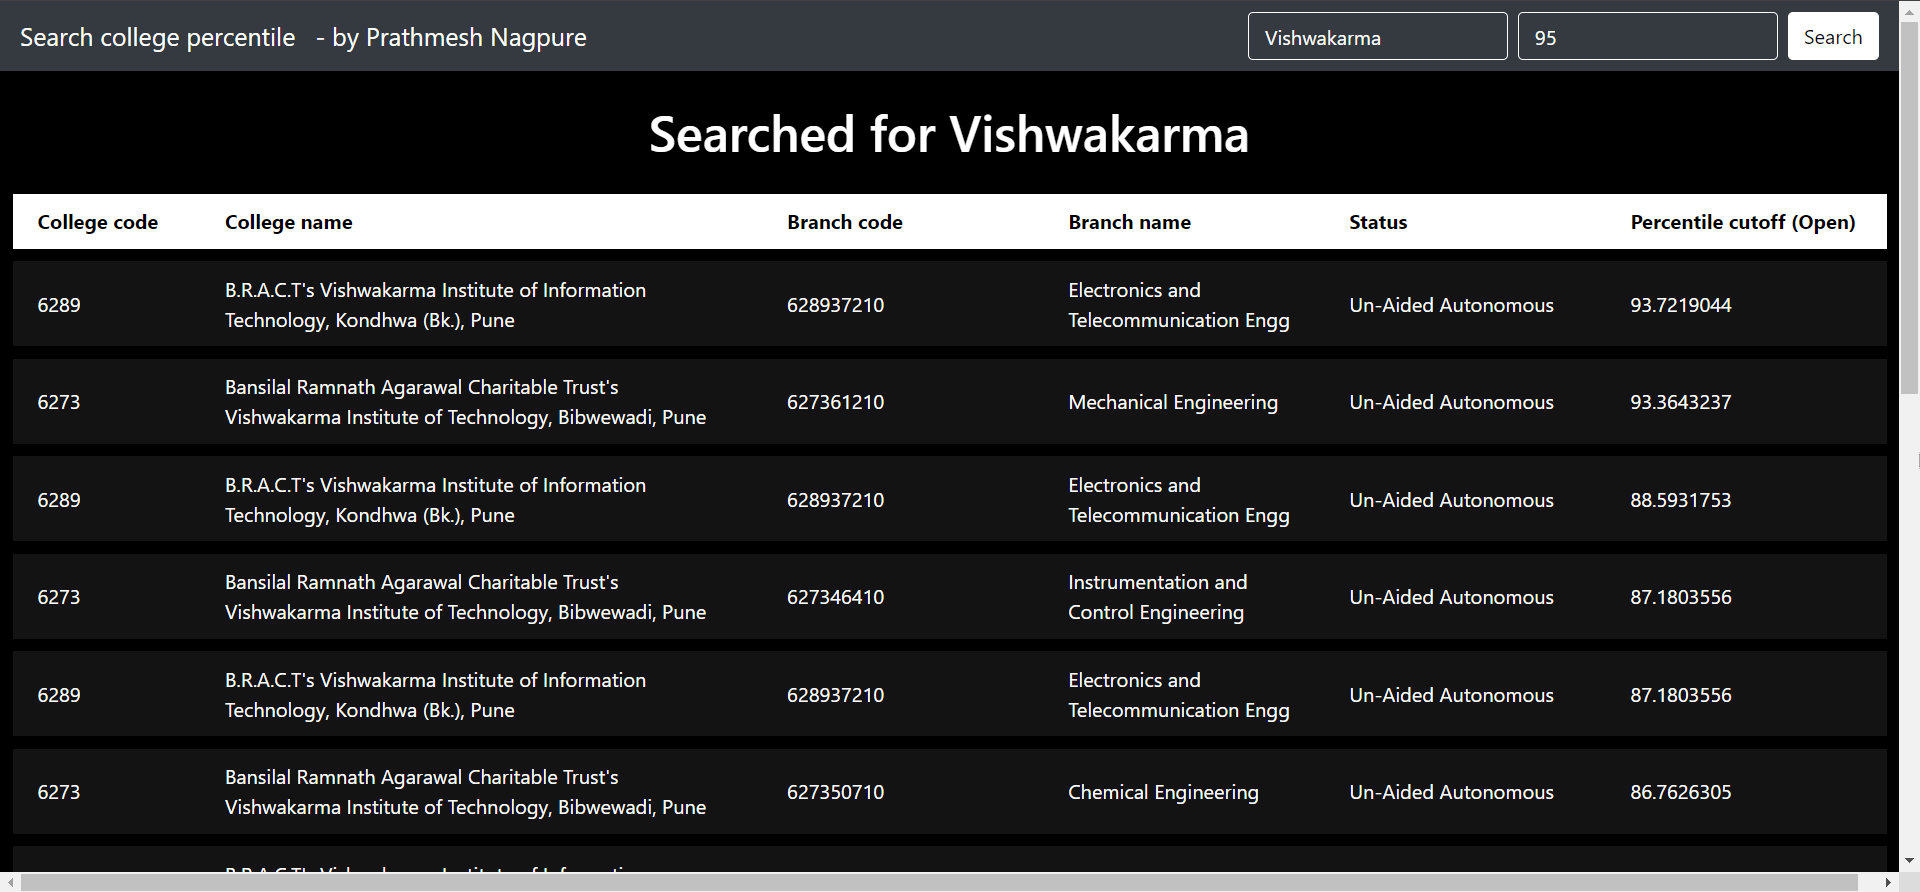 Search college percentile - by Prathmesh Nagpure
Vishwakarma
95
Search
Searched for Vishwakarma
College code College name Branch code Branch name Status Percentile cutoff (Open)
6289
B.R.A.C.T's Vishwakarma Institute of Information
Technology, Kondhwa (Bk.), Pune
628937210
Electronics and
Telecommunication Engg
Un-Aided Autonomous
93.7219044
6273
Bansilal Ramnath Agarawal Charitable Trust's
Vishwakarma Institute of Technology, Bibwewadi, Pune
627361210
Mechanical Engineering
Un-Aided Autonomous
93.3643237
6289
B.R.A.C.T's Vishwakarma Institute of Information
Technology, Kondhwa (Bk.), Pune
628937210
Electronics and
Telecommunication Engg
Un-Aided Autonomous
88.5931753
6273
Bansilal Ramnath Agarawal Charitable Trust's
Vishwakarma Institute of Technology, Bibwewadi, Pune
627346410
Instrumentation and
Control Engineering
Un-Aided Autonomous
87.1803556
6289
B.R.A.C.T's Vishwakarma Institute of Information
Technology, Kondhwa (Bk.), Pune
628937210
Electronics and
Telecommunication Engg
Un-Aided Autonomous
87.1803556
6273
Bansilal Ramnath Agarawal Charitable Trust's
Vishwakarma Institute of Technology, Bibwewadi, Pune
627350710
Chemical Engineering
Un-Aided Autonomous
86.7626305